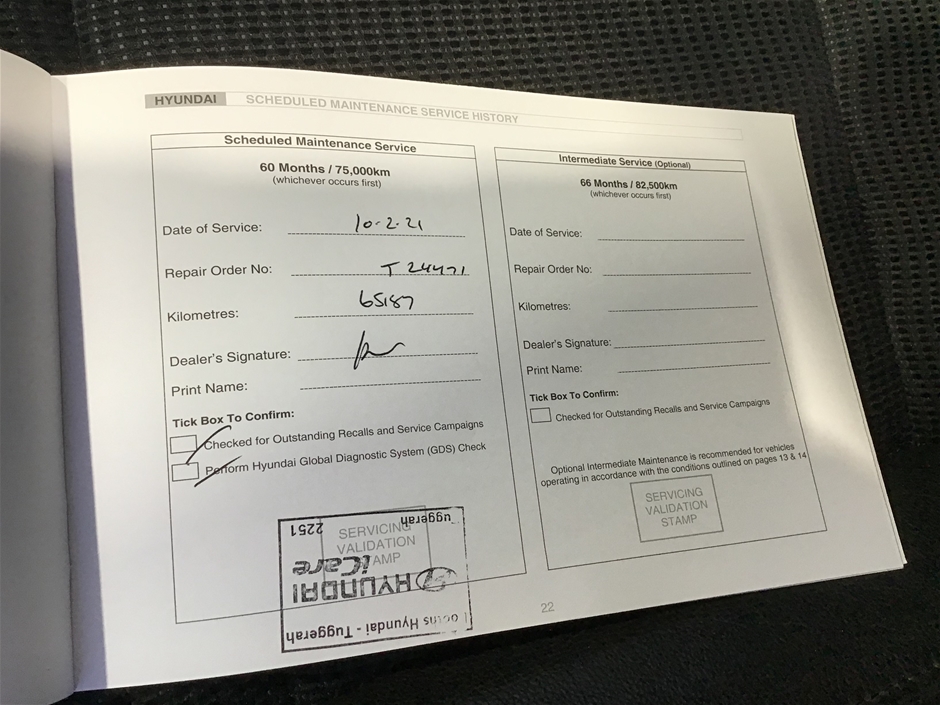 HYUNDAI SCHEDULED MAINTENANCE SERVICE HISTORY
Scheduled Maintenance Service
60 Months / 75,000km
(whichever occurs first)
Date of Service: 10-2-21
Repair Order No: T 24471
Kilometres: 65187
Dealer's Signature:
Print Name:
Tick Box To Confirm:
Checked for Outstanding Recalls and Service Campaigns
Perform Hyundai Global Diagnostic System (GDS) Check
SERVICING
VALIDATION
STAMP
Hyundai - Tuggerah
HYUNDAI
iCare
2251
Intermediate Service (Optional)
66 Months / 82,500km
(whichever occurs first)
Date of Service:
Repair Order No:
Kilometres:
Dealer's Signature:
Print Name:
Tick Box To Confirm:
Checked for Outstanding Recalls and Service Campaigns
Optional Intermediate Maintenance is recommended for vehicles
operating in accordance with the conditions outlined on pages 13 & 14
SERVICING
VALIDATION
STAMP
22